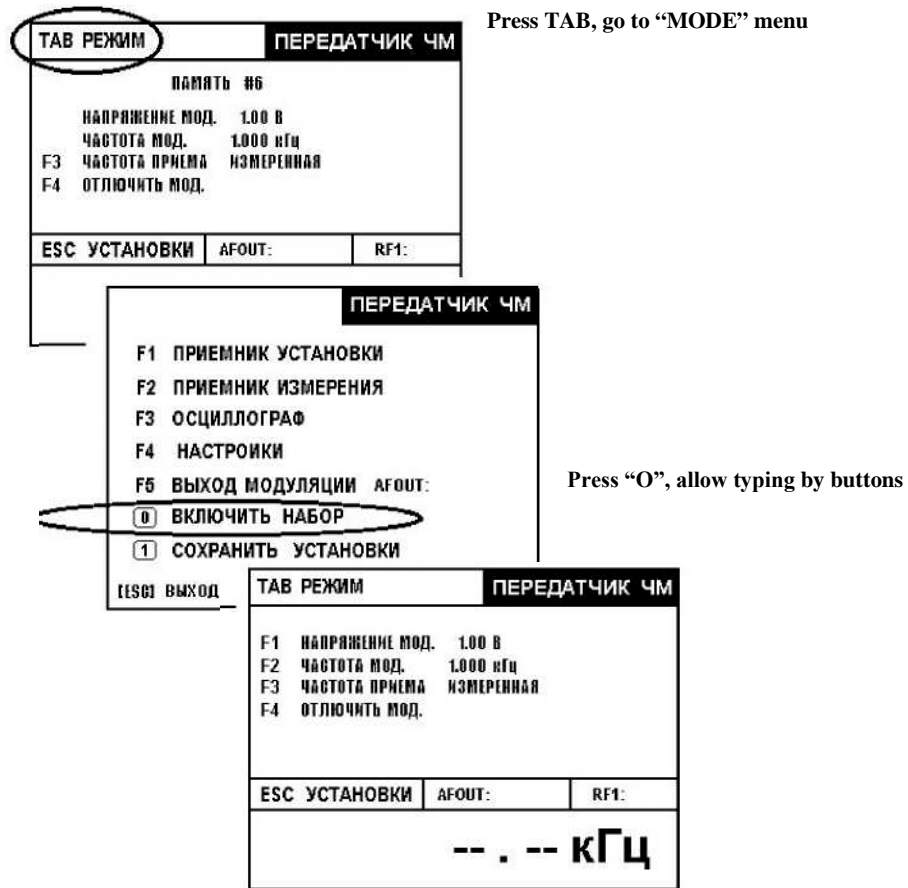 Press TAB, go to “MODE” menu
TAB РЕЖИМ ПЕРЕДАТЧИК ЧМ
ПАМЯТЬ #6
НАПРЯЖЕНИЕ МОД. 1.00 В
ЧАСТОТА МОД. 1.000 кГц
F3 ЧАСТОТА ПРИЕМА ИЗМЕРЕННАЯ
F4 ОТЛЮЧИТЬ МОД.
ESC УСТАНОВКИ AFOUT: RF1:
ПЕРЕДАТЧИК ЧМ
F1 ПРИЕМНИК УСТАНОВКИ
F2 ПРИЕМНИК ИЗМЕРЕНИЯ
F3 ОСЦИЛЛОГРАФ
F4 НАСТРОИКИ
F5 ВЫХОД МОДУЛЯЦИИ AFOUT:
Press “O”, allow typing by buttons
0 ВКЛЮЧИТЬ НАБОР
1 СОХРАНИТЬ УСТАНОВКИ
[ESC] ВЫХОД
TAB РЕЖИМ ПЕРЕДАТЧИК ЧМ
F1 НАПРЯЖЕНИЕ МОД. 1.00 В
F2 ЧАСТОТА МОД. 1.000 кГц
F3 ЧАСТОТА ПРИЕМА ИЗМЕРЕННАЯ
F4 ОТЛЮЧИТЬ МОД.
ESC УСТАНОВКИ AFOUT: RF1:
-- . -- кГц